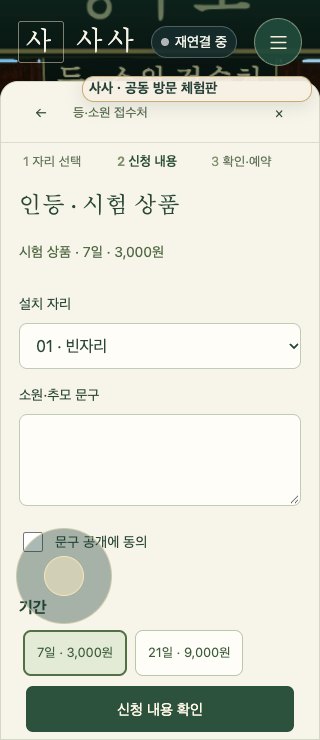 사 사사
재연결 중
사사 · 공동 방문 체험판
← 등·소원 접수처 ×
1 자리 선택 2 신청 내용 3 확인·예약
인등 · 시험 상품
시험 상품 · 7일 · 3,000원
설치 자리
01 · 빈자리
소원·추모 문구
문구 공개에 동의
기간
7일 · 3,000원 21일 · 9,000원
신청 내용 확인